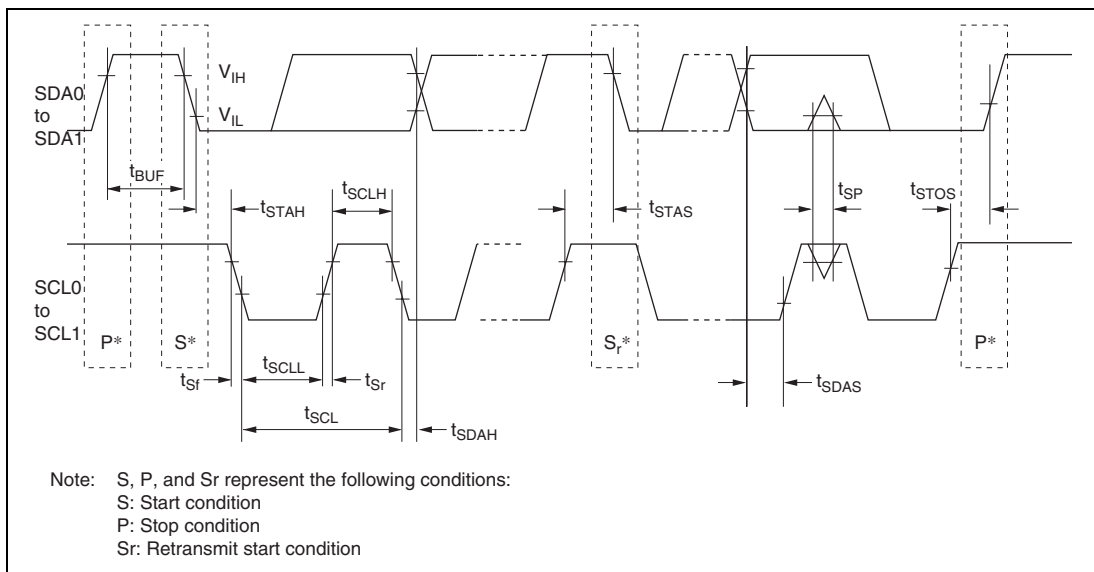 SDA0
to
SDA1
V_IH
V_IL
t_BUF
t_STAH
t_SCLH
t_STAS
t_SP
t_STOS
SCL0
to
SCL1
P*
S*
S_r*
P*
t_Sf
t_SCLL
t_Sr
t_SCL
t_SDAH
t_SDAS
Note: S, P, and Sr represent the following conditions:
S: Start condition
P: Stop condition
Sr: Retransmit start condition